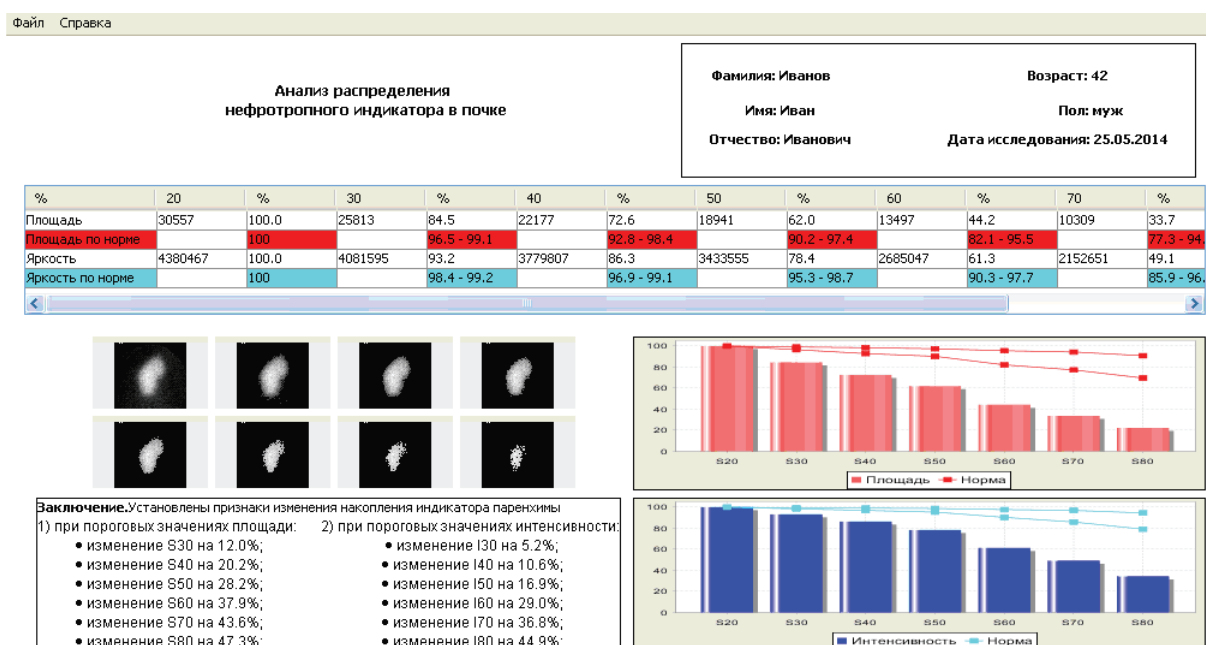 Файл Справка
Анализ распределения
нефротропного индикатора в почке
Фамилия: Иванов Возраст: 42
Имя: Иван Пол: муж
Отчество: Иванович Дата исследования: 25.05.2014
% 20 % 30 % 40 % 50 % 60 % 70 %
Площадь 30557 100.0 25813 84.5 22177 72.6 18941 62.0 13497 44.2 10309 33.7
Площадь по норме 100 96.5 - 99.1 92.8 - 98.4 90.2 - 97.4 82.1 - 95.5 77.3 - 94.
Яркость 4380467 100.0 4081595 93.2 3779807 86.3 3433555 78.4 2685047 61.3 2152651 49.1
Яркость по норме 100 98.4 - 99.2 96.9 - 99.1 95.3 - 98.7 90.3 - 97.7 85.9 - 96.
100
80
60
40
20
0
S20 S30 S40 S50 S60 S70 S80
Площадь Норма
Заключение.Установлены признаки изменения накопления индикатора паренхимы
1) при пороговых значениях площади: 2) при пороговых значениях интенсивности:
• изменение S30 на 12.0%; • изменение I30 на 5.2%;
• изменение S40 на 20.2%; • изменение I40 на 10.6%;
• изменение S50 на 28.2%; • изменение I50 на 16.9%;
• изменение S60 на 37.9%; • изменение I60 на 29.0%;
• изменение S70 на 43.6%; • изменение I70 на 36.8%;
• изменение S80 на 47.3%; • изменение I80 на 44.9%;
100
80
60
40
20
0
S20 S30 S40 S50 S60 S70 S80
Интенсивность Норма